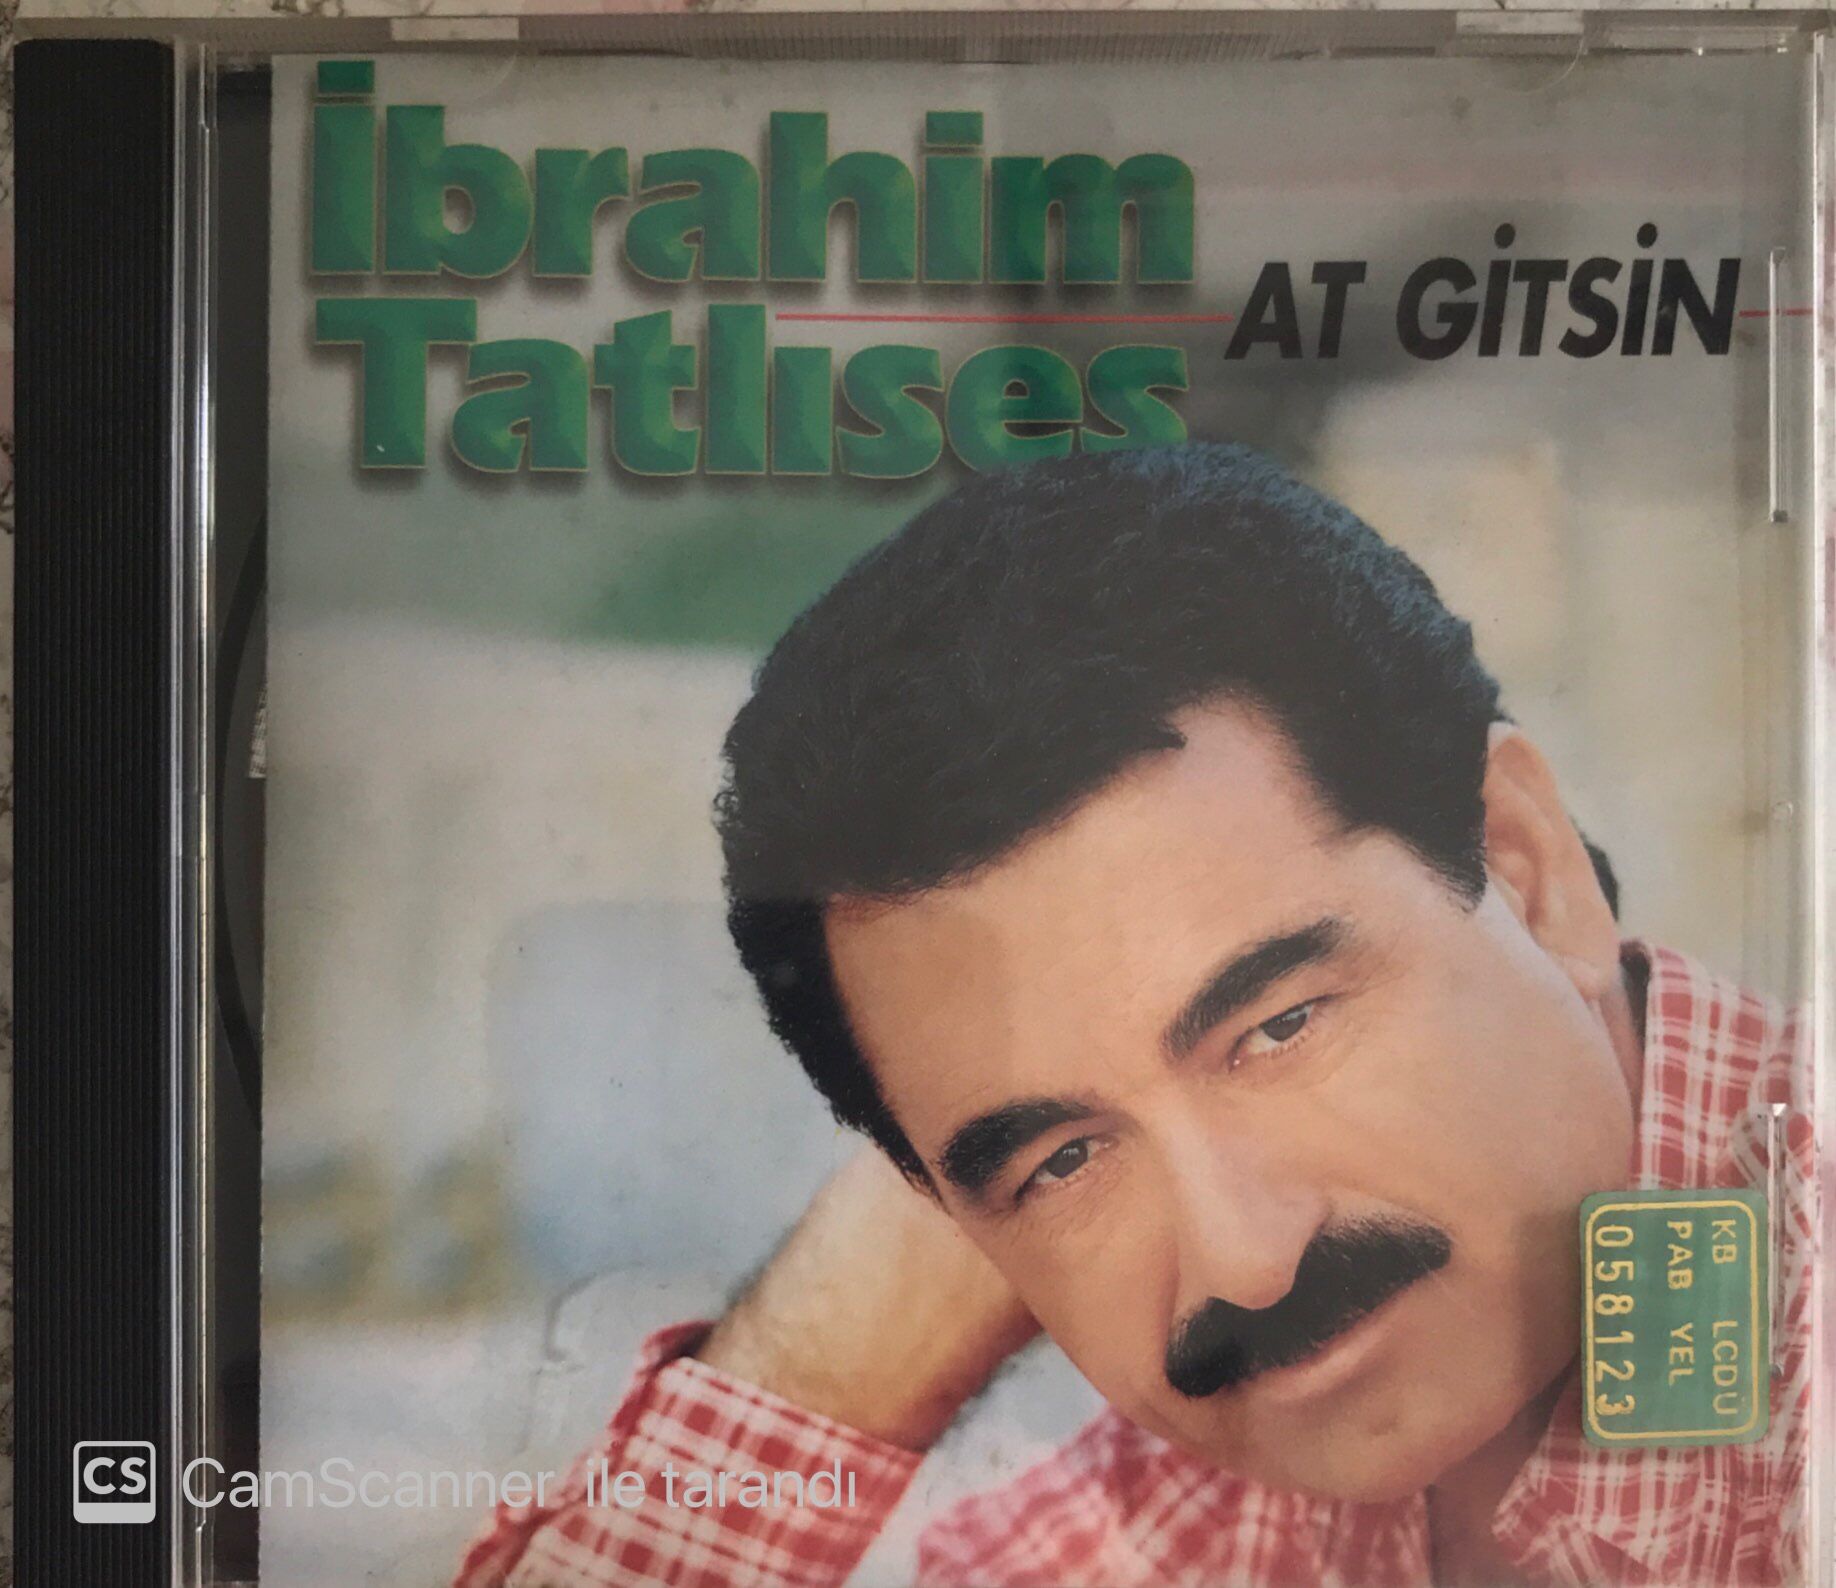 İbrahim
Tatlıses
AT GİTSİN
KB LCDÜ
PAB YEL
058123
CS CamScanner ile tarandı